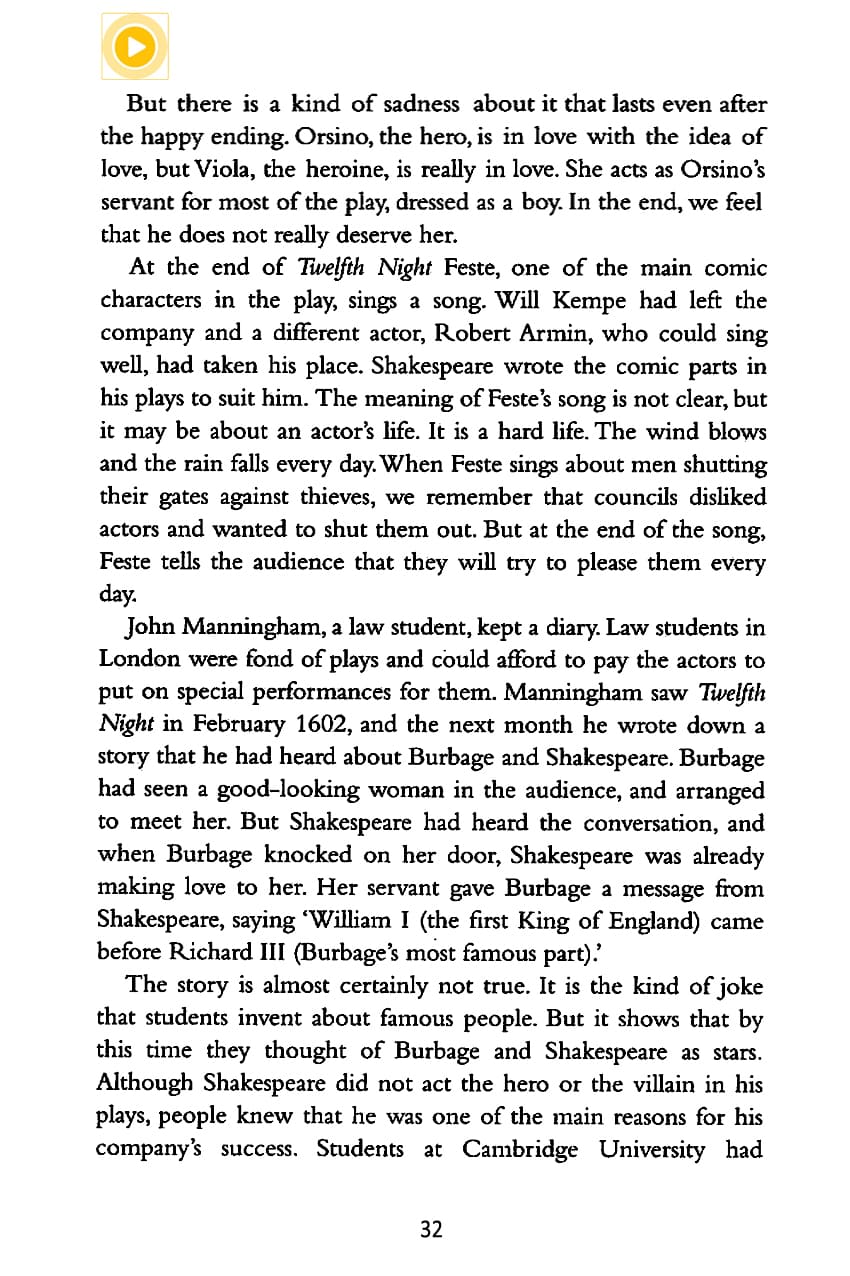 But there is a kind of sadness about it that lasts even after
the happy ending. Orsino, the hero, is in love with the idea of
love, but Viola, the heroine, is really in love. She acts as Orsino's
servant for most of the play, dressed as a boy. In the end, we feel
that he does not really deserve her.
At the end of Twelfth Night Feste, one of the main comic
characters in the play, sings a song. Will Kempe had left the
company and a different actor, Robert Armin, who could sing
well, had taken his place. Shakespeare wrote the comic parts in
his plays to suit him. The meaning of Feste's song is not clear, but
it may be about an actor's life. It is a hard life. The wind blows
and the rain falls every day. When Feste sings about men shutting
their gates against thieves, we remember that councils disliked
actors and wanted to shut them out. But at the end of the song,
Feste tells the audience that they will try to please them every
day.
John Manningham, a law student, kept a diary. Law students in
London were fond of plays and could afford to pay the actors to
put on special performances for them. Manningham saw Twelfth
Night in February 1602, and the next month he wrote down a
story that he had heard about Burbage and Shakespeare. Burbage
had seen a good-looking woman in the audience, and arranged
to meet her. But Shakespeare had heard the conversation, and
when Burbage knocked on her door, Shakespeare was already
making love to her. Her servant gave Burbage a message from
Shakespeare, saying ‘William I (the first King of England) came
before Richard III (Burbage's most famous part).’
The story is almost certainly not true. It is the kind of joke
that students invent about famous people. But it shows that by
this time they thought of Burbage and Shakespeare as stars.
Although Shakespeare did not act the hero or the villain in his
plays, people knew that he was one of the main reasons for his
company's success. Students at Cambridge University had
32